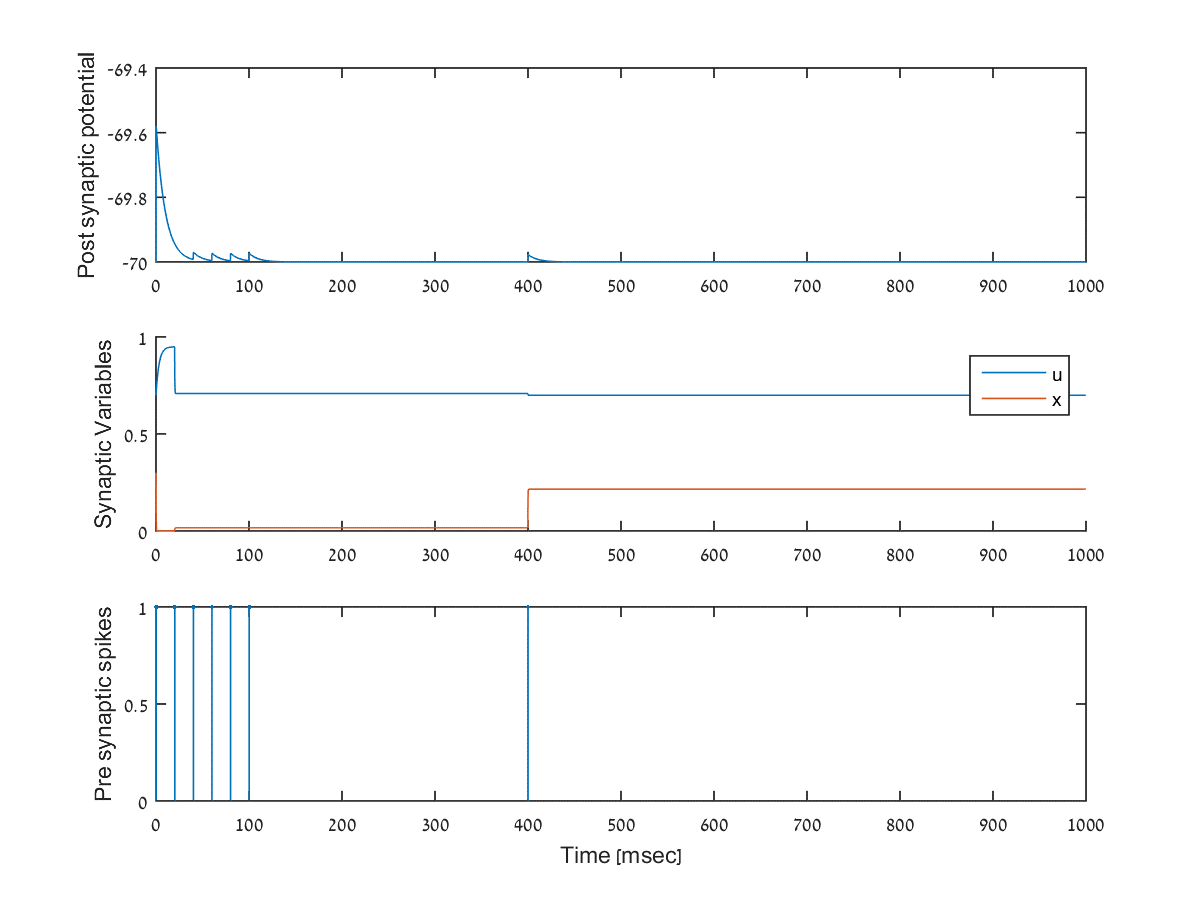 Post synaptic potential
-69.4
-69.6
-69.8
-70
0 100 200 300 400 500 600 700 800 900 1000
Synaptic Variables
1
0.5
0
u
x
0 100 200 300 400 500 600 700 800 900 1000
Pre synaptic spikes
1
0.5
0
0 100 200 300 400 500 600 700 800 900 1000
Time [msec]